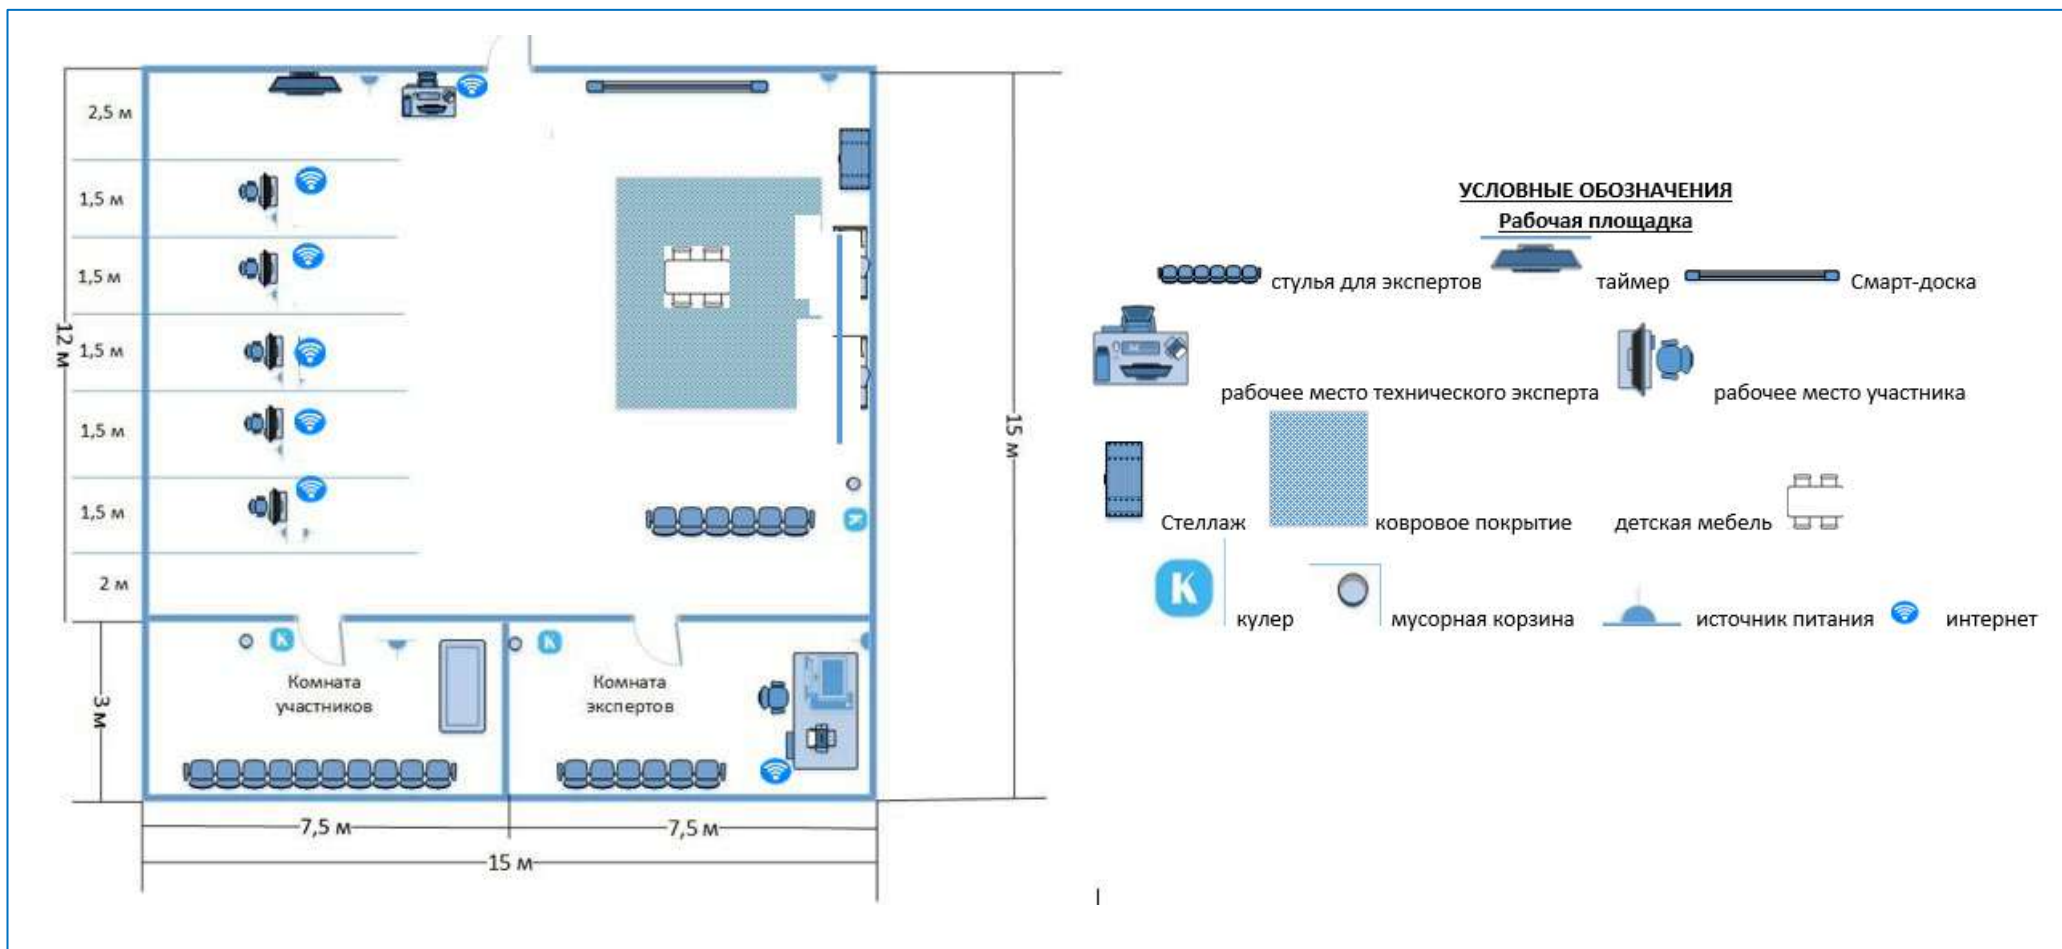 2,5 м
1,5 м
1,5 м
1,5 м
1,5 м
1,5 м
2 м
12 м
3 м
15 м
Комната
участников
Комната
экспертов
K
K
K
7,5 м
7,5 м
15 м
УСЛОВНЫЕ ОБОЗНАЧЕНИЯ
Рабочая площадка
стулья для экспертов таймер Смарт-доска
рабочее место технического эксперта рабочее место участника
Стеллаж ковровое покрытие детская мебель
K кулер мусорная корзина источник питания интернет